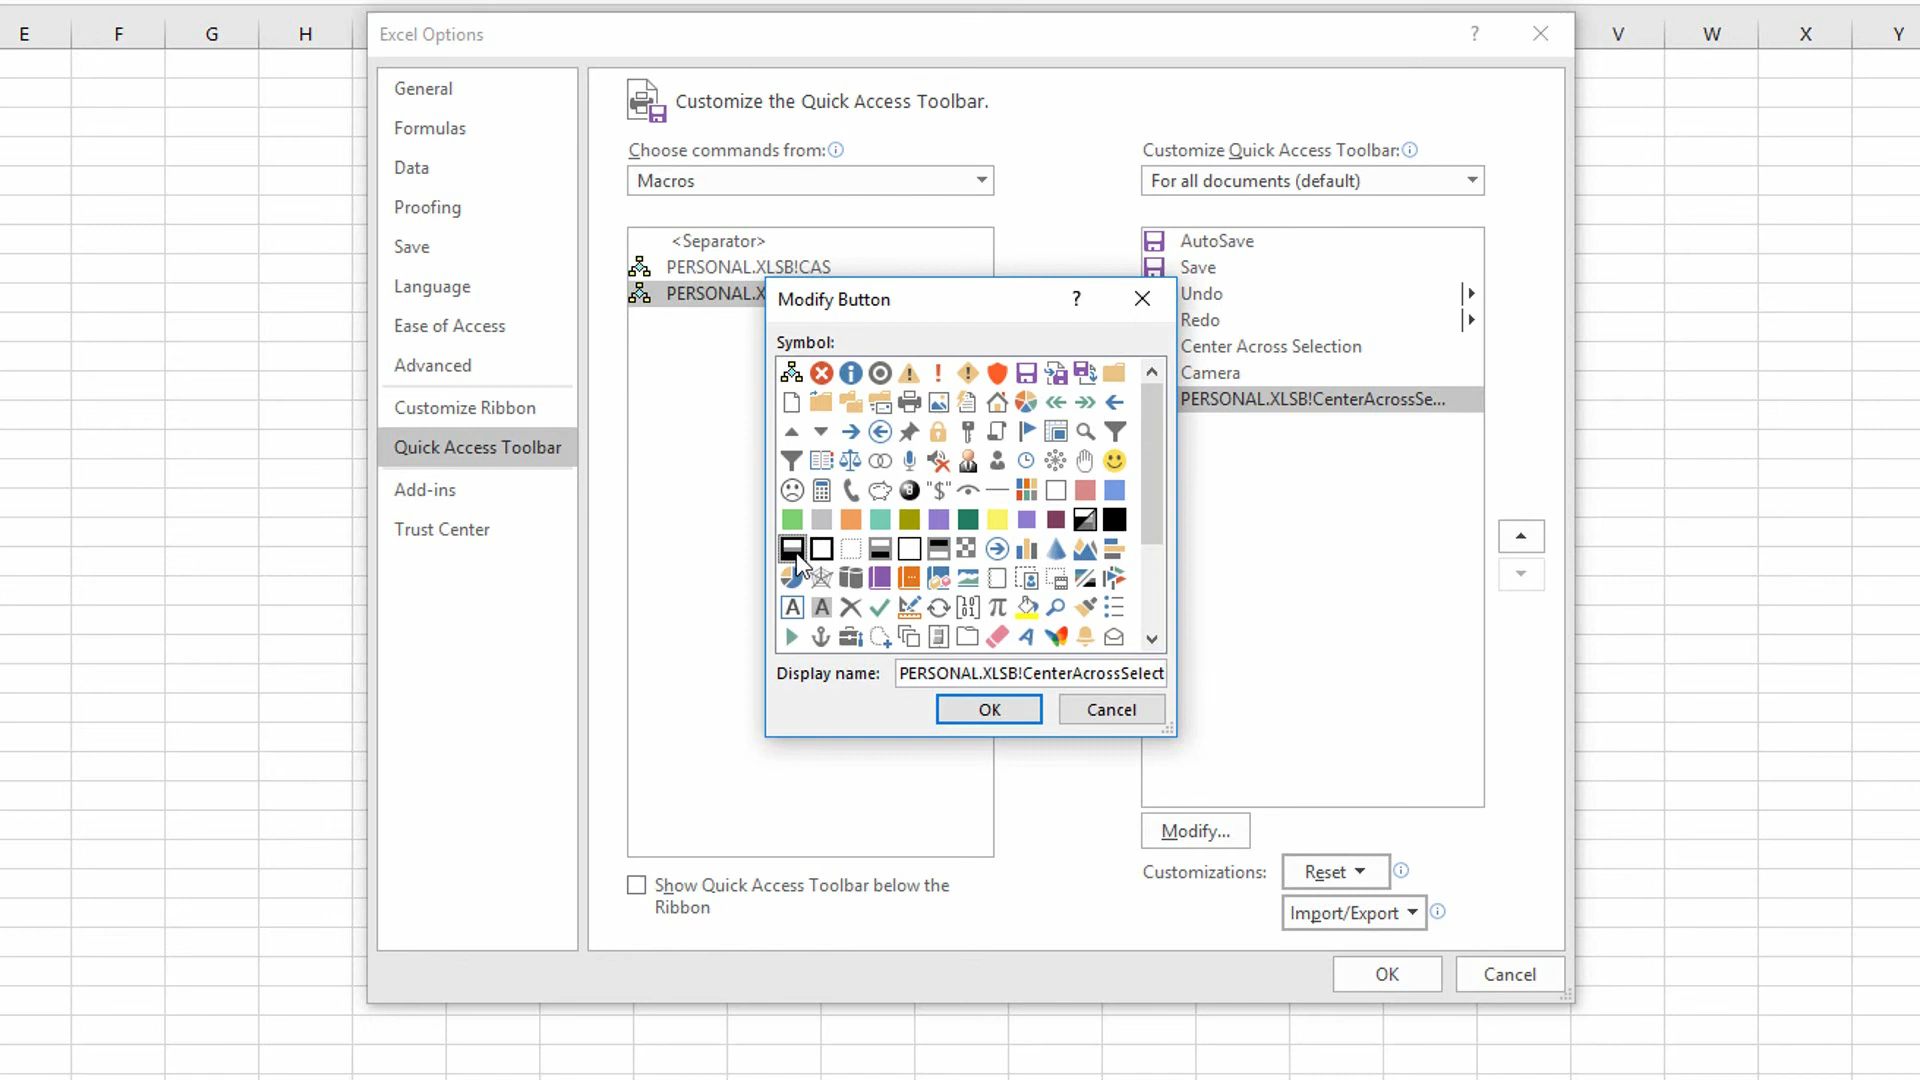 E F G H V W X Y
Excel Options ?
General
Formulas
Data
Proofing
Save
Language
Ease of Access
Advanced
Customize Ribbon
Quick Access Toolbar
Add-ins
Trust Center
Customize the Quick Access Toolbar.
Choose commands from:
Macros
<Separator>
PERSONAL.XLSB!CAS
PERSONAL.X
Show Quick Access Toolbar below the
Ribbon
Customize Quick Access Toolbar:
For all documents (default)
AutoSave
Save
Undo
Redo
Center Across Selection
Camera
PERSONAL.XLSB!CenterAcrossSe...
Modify...
Customizations: Reset
Import/Export
OK Cancel
Modify Button ?
Symbol:
Display name: PERSONAL.XLSB!CenterAcrossSelect
OK Cancel